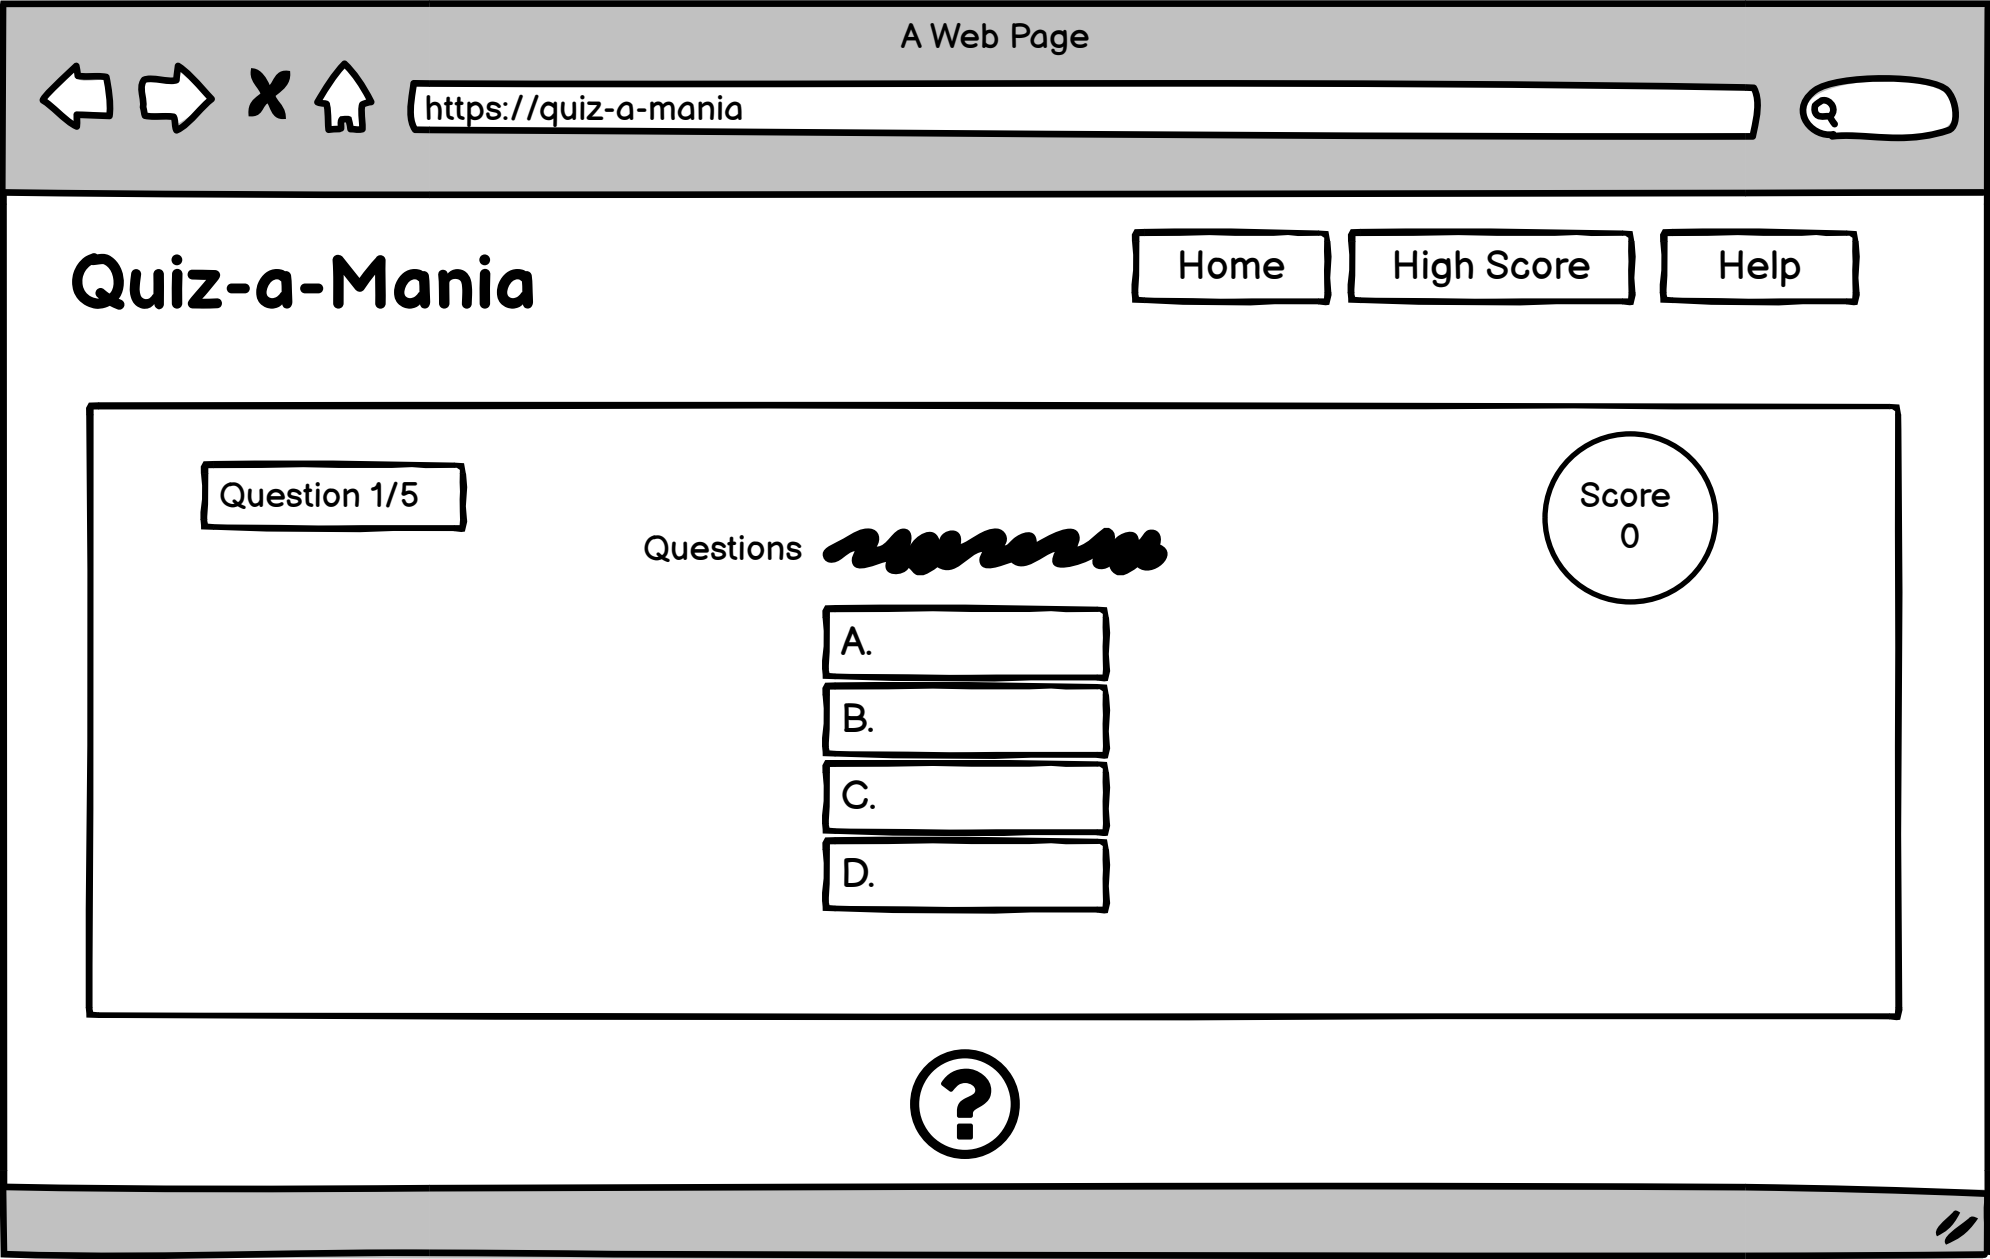 A Web Page
https://quiz-a-mania
Quiz-a-Mania
Home
High Score
Help
Question 1/5
Score
0
Questions
A.
B.
C.
D.
?